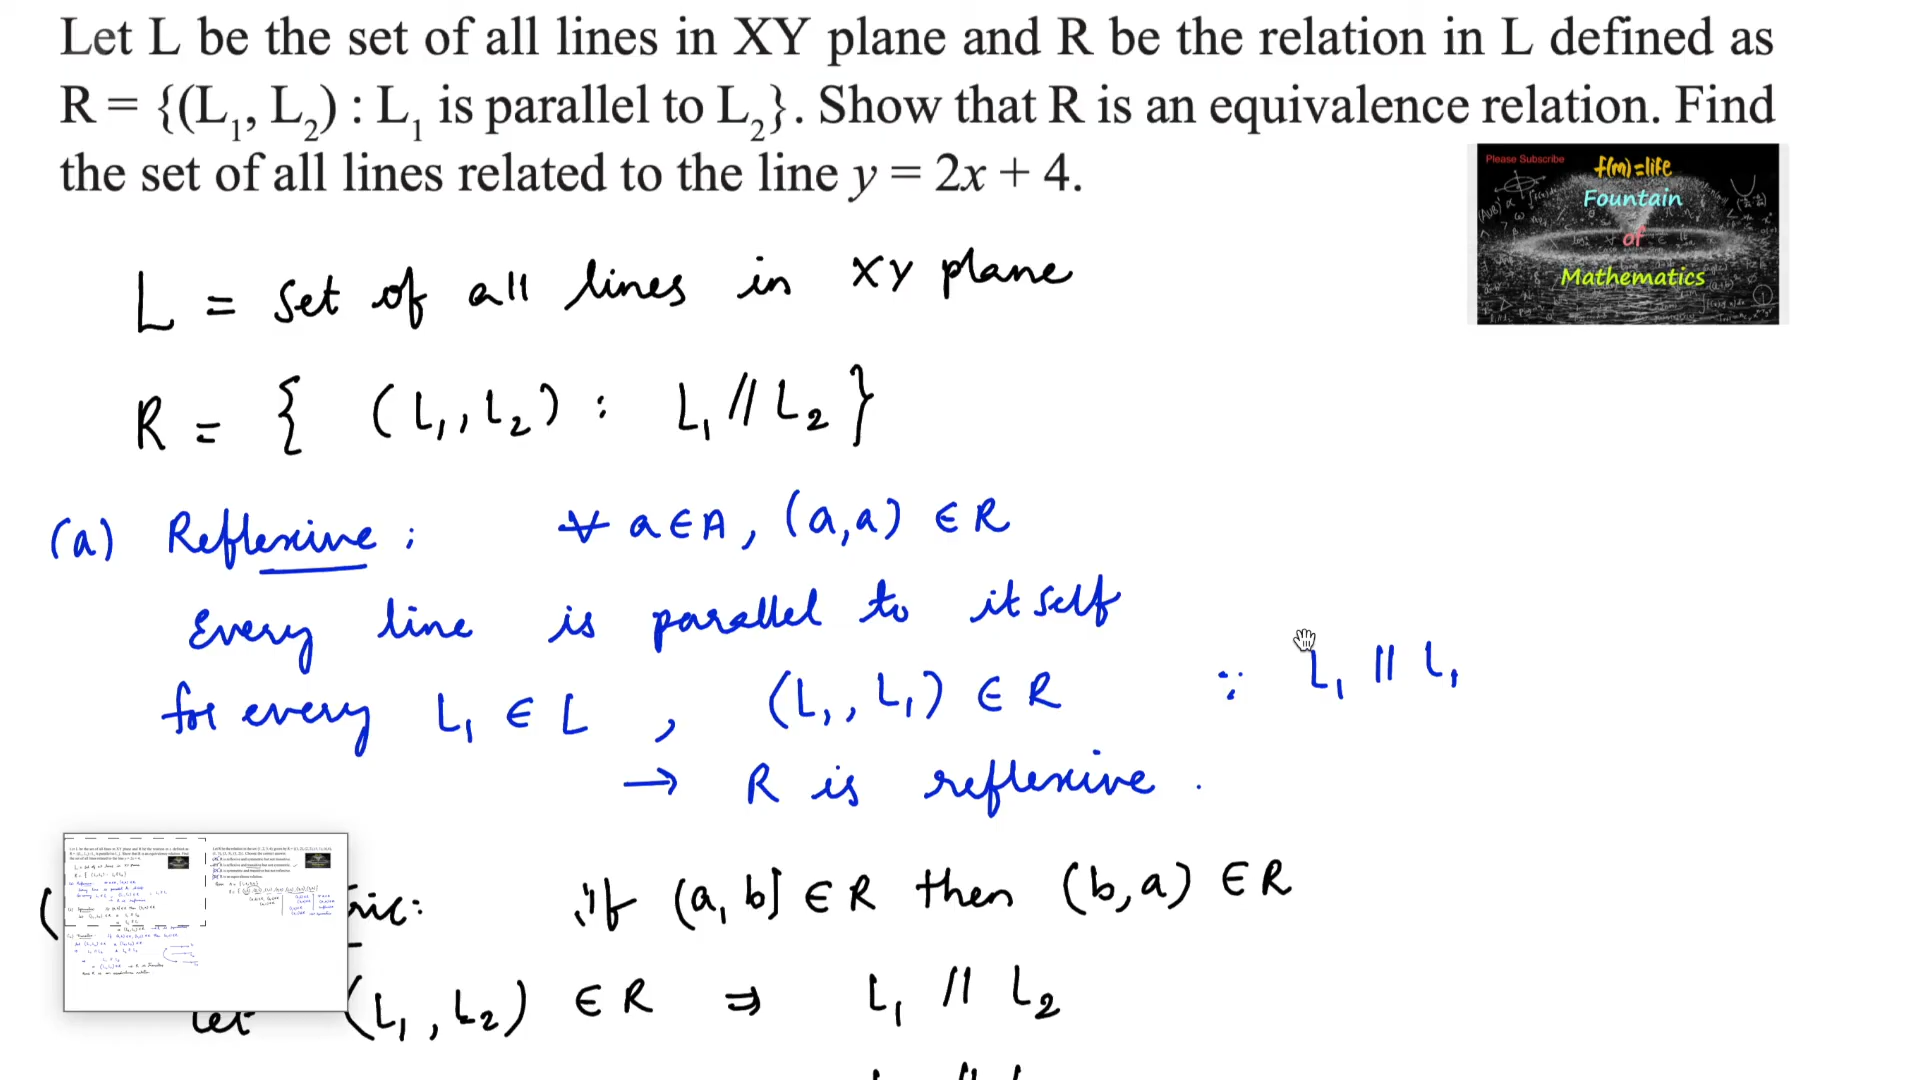 Let L be the set of all lines in XY plane and R be the relation in L defined as
R = {(L₁, L₂) : L₁ is parallel to L₂}. Show that R is an equivalence relation. Find
the set of all lines related to the line y = 2x + 4.
Please Subscribe
f(m)=life
Fountain
of
Mathematics
L = Set of all lines in XY plane
R = { (L₁, L₂) : L₁ // L₂ }
(a) Reflexive : ∀ a ∈ A, (a,a) ∈ R
Every line is parallel to itself
for every L₁ ∈ L , (L₁, L₁) ∈ R ∵ L₁ || L₁
→ R is reflexive .
ric: if (a, b] ∈ R then (b,a) ∈ R
Let (L₁, L₂) ∈ R ⇒ L₁ // L₂